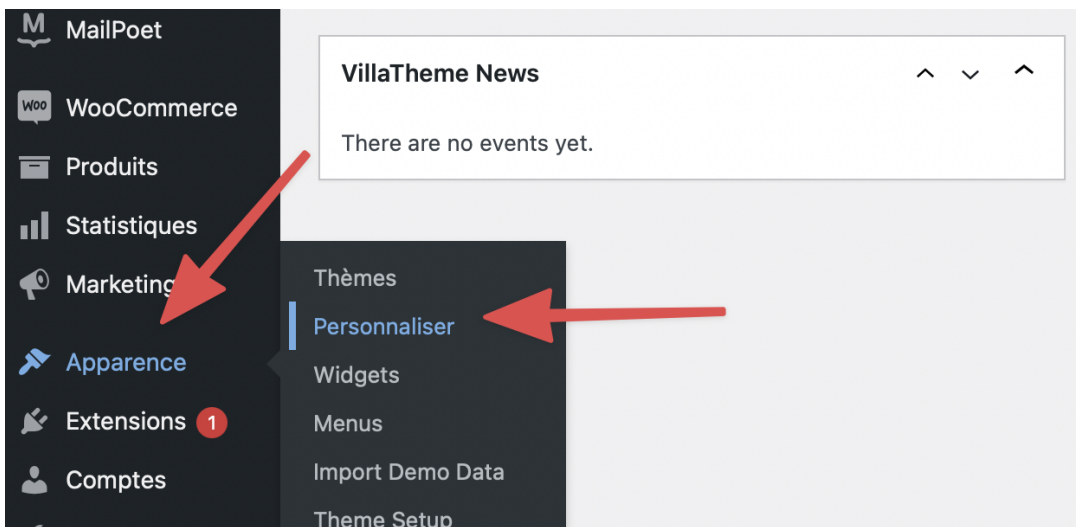 MailPoet
WooCommerce
Produits
Statistiques
Marketing
Apparence
Extensions 1
Comptes
VillaTheme News
There are no events yet.
Thèmes
Personnaliser
Widgets
Menus
Import Demo Data
Theme Setup
M
Woo